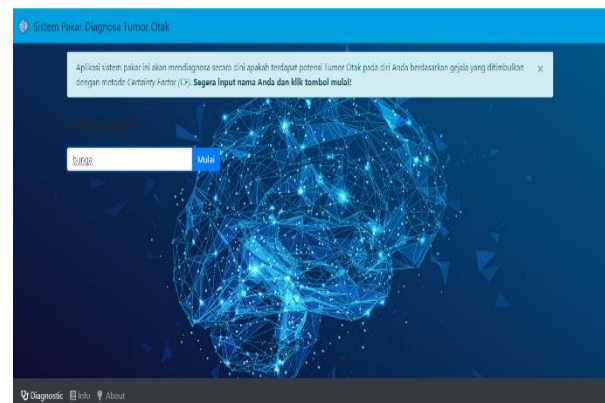 Sistem Pakar Diagnosa Tumor Otak
Aplikasi sistem pakar ini akan mendiagnosa secara dini apakah terdapat potensi Tumor Otak pada diri Anda berdasarkan gejala yang ditimbulkan
dengan metode Certainty Factor (CF). Segera input nama Anda dan klik tombol mulai!
x
bunga
Mulai
Diagnostic Info About